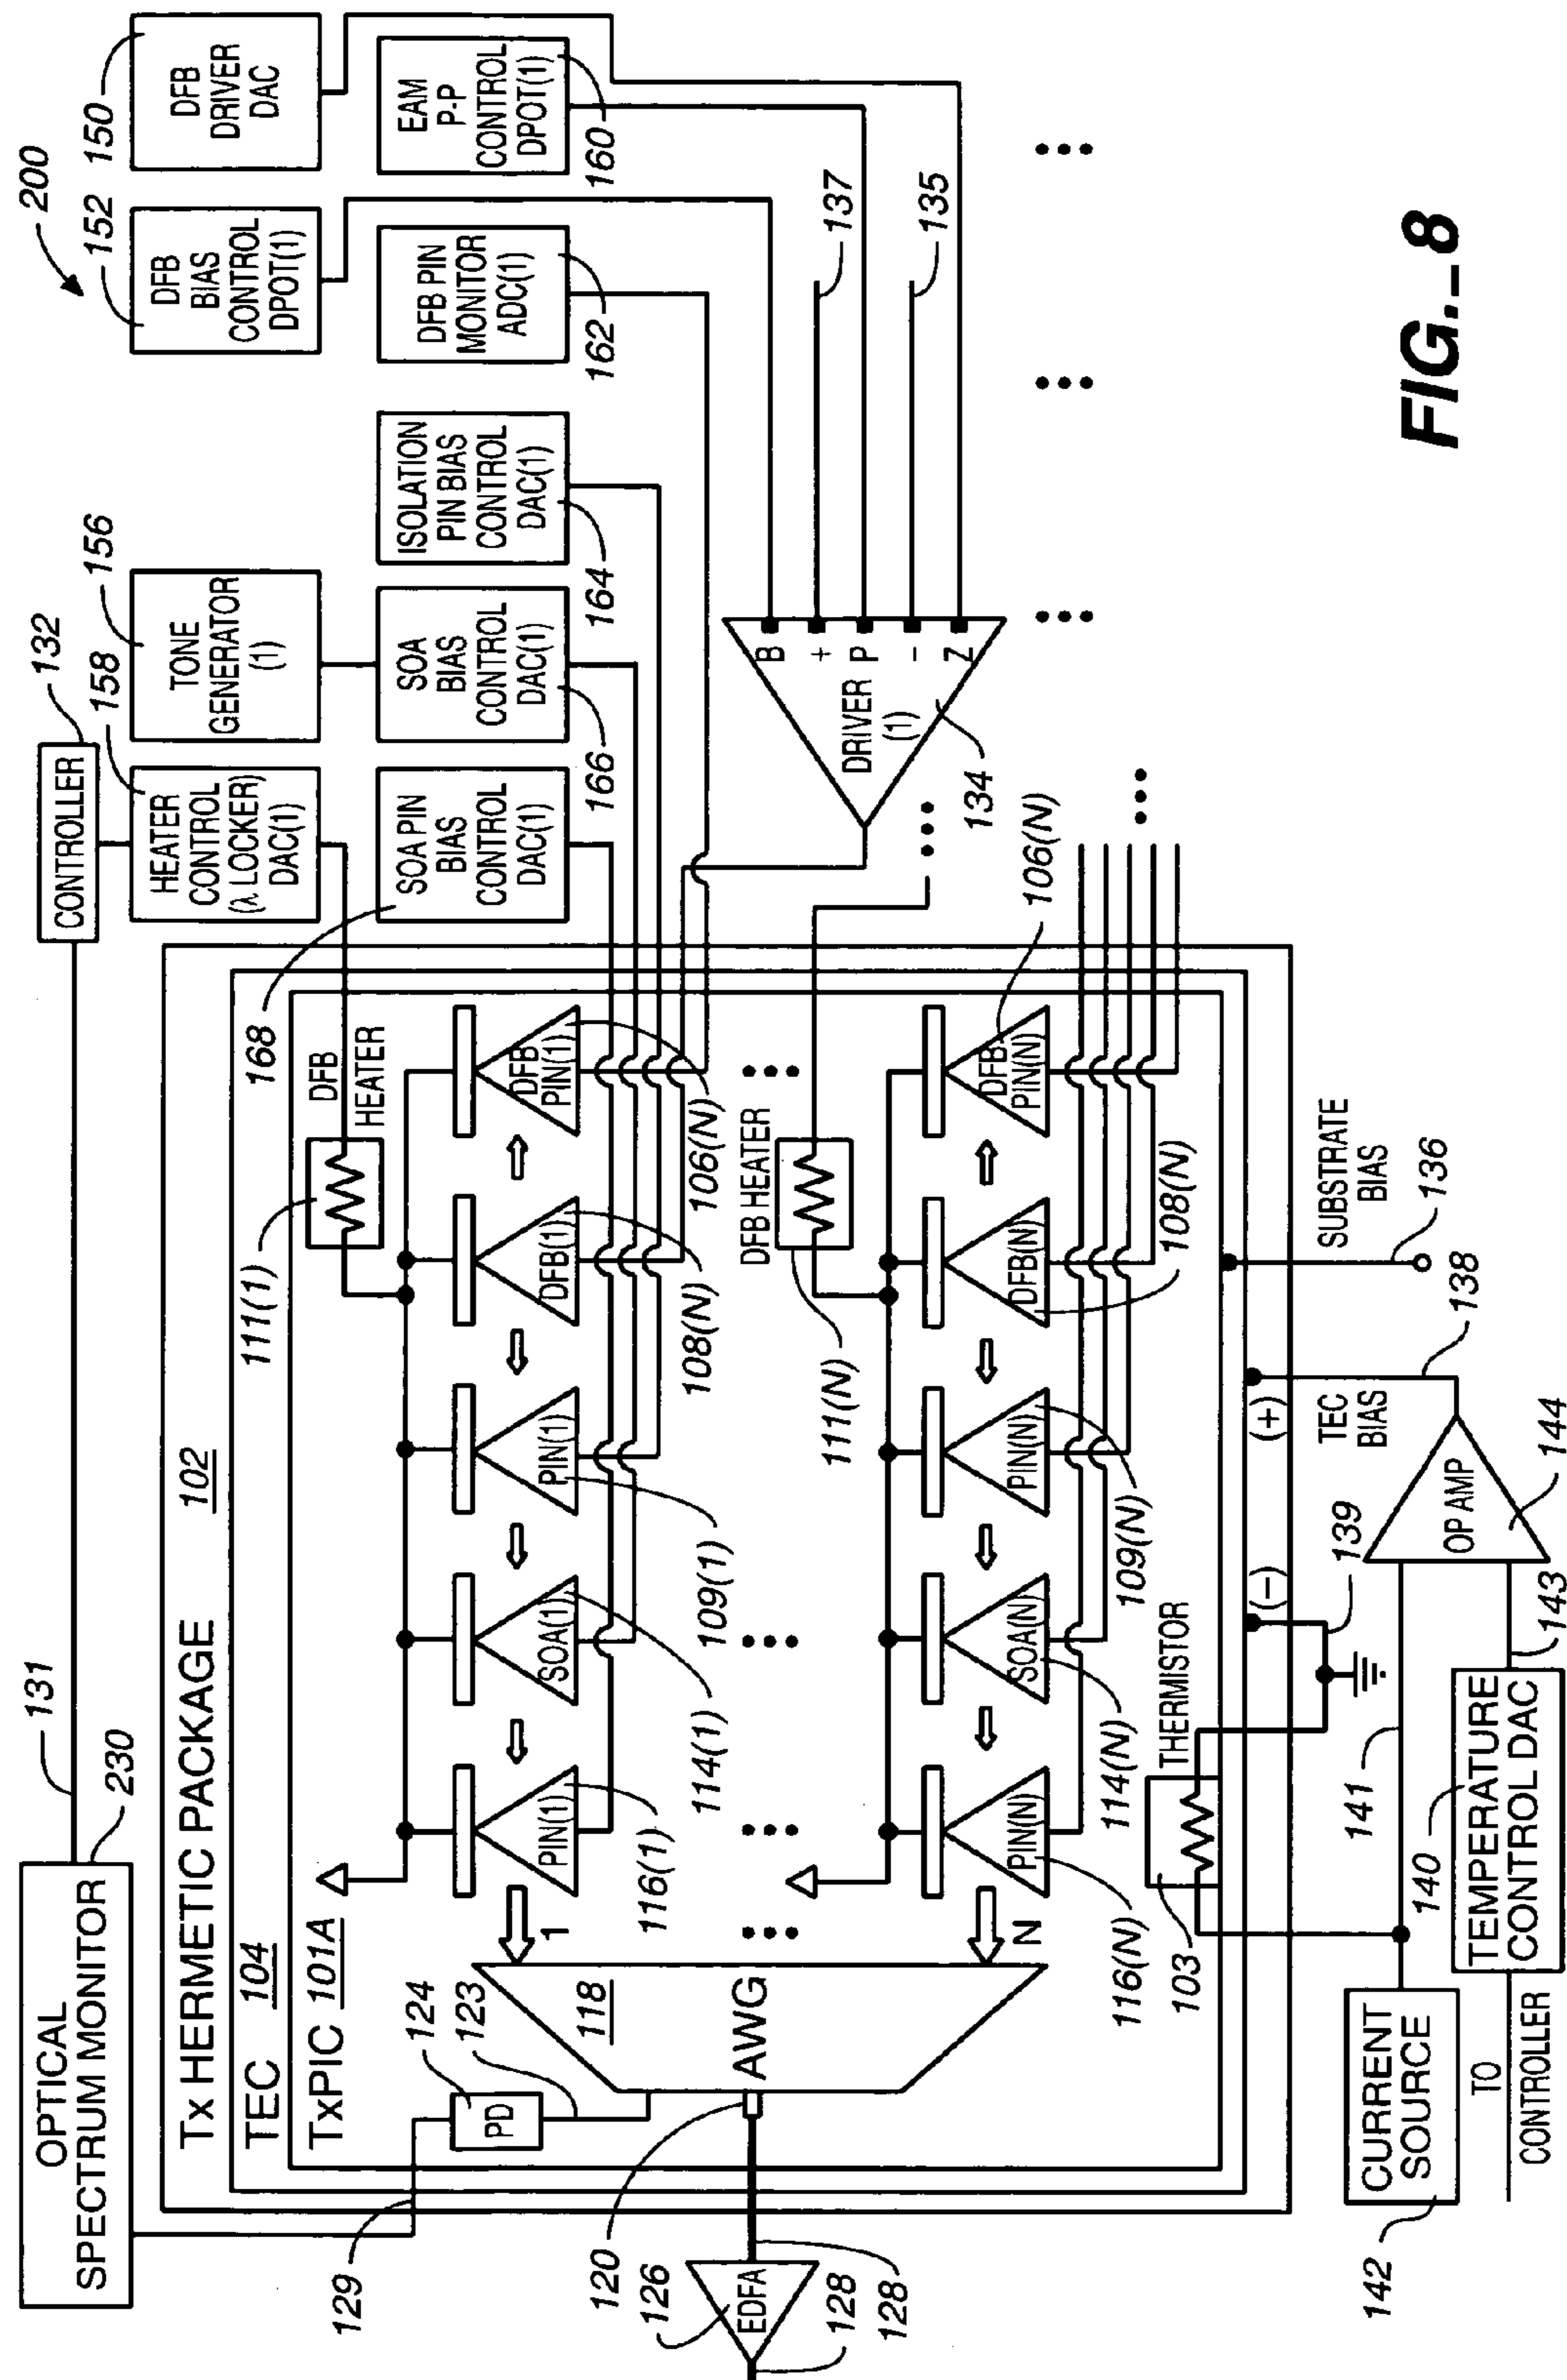 200
OPTICAL
SPECTRUM MONITOR
230
131
CONTROLLER
132
HEATER
CONTROL
(λ LOCKER)
DAC(1)
158
TONE
GENERATOR
(1)
156
DFB
BIAS
CONTROL
DPOT(1)
152
DFB
DRIVER
DAC
150
SOA PIN
BIAS
CONTROL
DAC(1)
168
SOA
BIAS
CONTROL
DAC(1)
166
ISOLATION
PIN BIAS
CONTROL
DAC(1)
164
DFB PIN
MONITOR
ADC(1)
162
EAM
P-P
CONTROL
DPOT(1)
160
Tx HERMETIC PACKAGE 102
TEC 104
TxPIC 101A
129
PD
124
123
111(1)
DFB
HEATER
PIN(1)
SOA(1)
PIN(1)
DFB(1)
DFB
PIN(1)
1
116(1)
114(1)
109(1)
108(N)
106(N)
118
AWG
120
EDFA
126
128
128
DFB HEATER
111(N)
B
+
P
-
Z
DRIVER
(1)
134
137
135
PIN(N)
SOA(N)
PIN(N)
DFB(N)
DFB
PIN(N)
106(N)
N
116(N)
114(N)
109(N)
108(N)
THERMISTOR
103
(-)
(+)
139
TEC
BIAS
138
SUBSTRATE
BIAS
136
CURRENT
SOURCE
142
141
OP AMP
144
TO
CONTROLLER
TEMPERATURE
CONTROL DAC
140
143
FIG._8